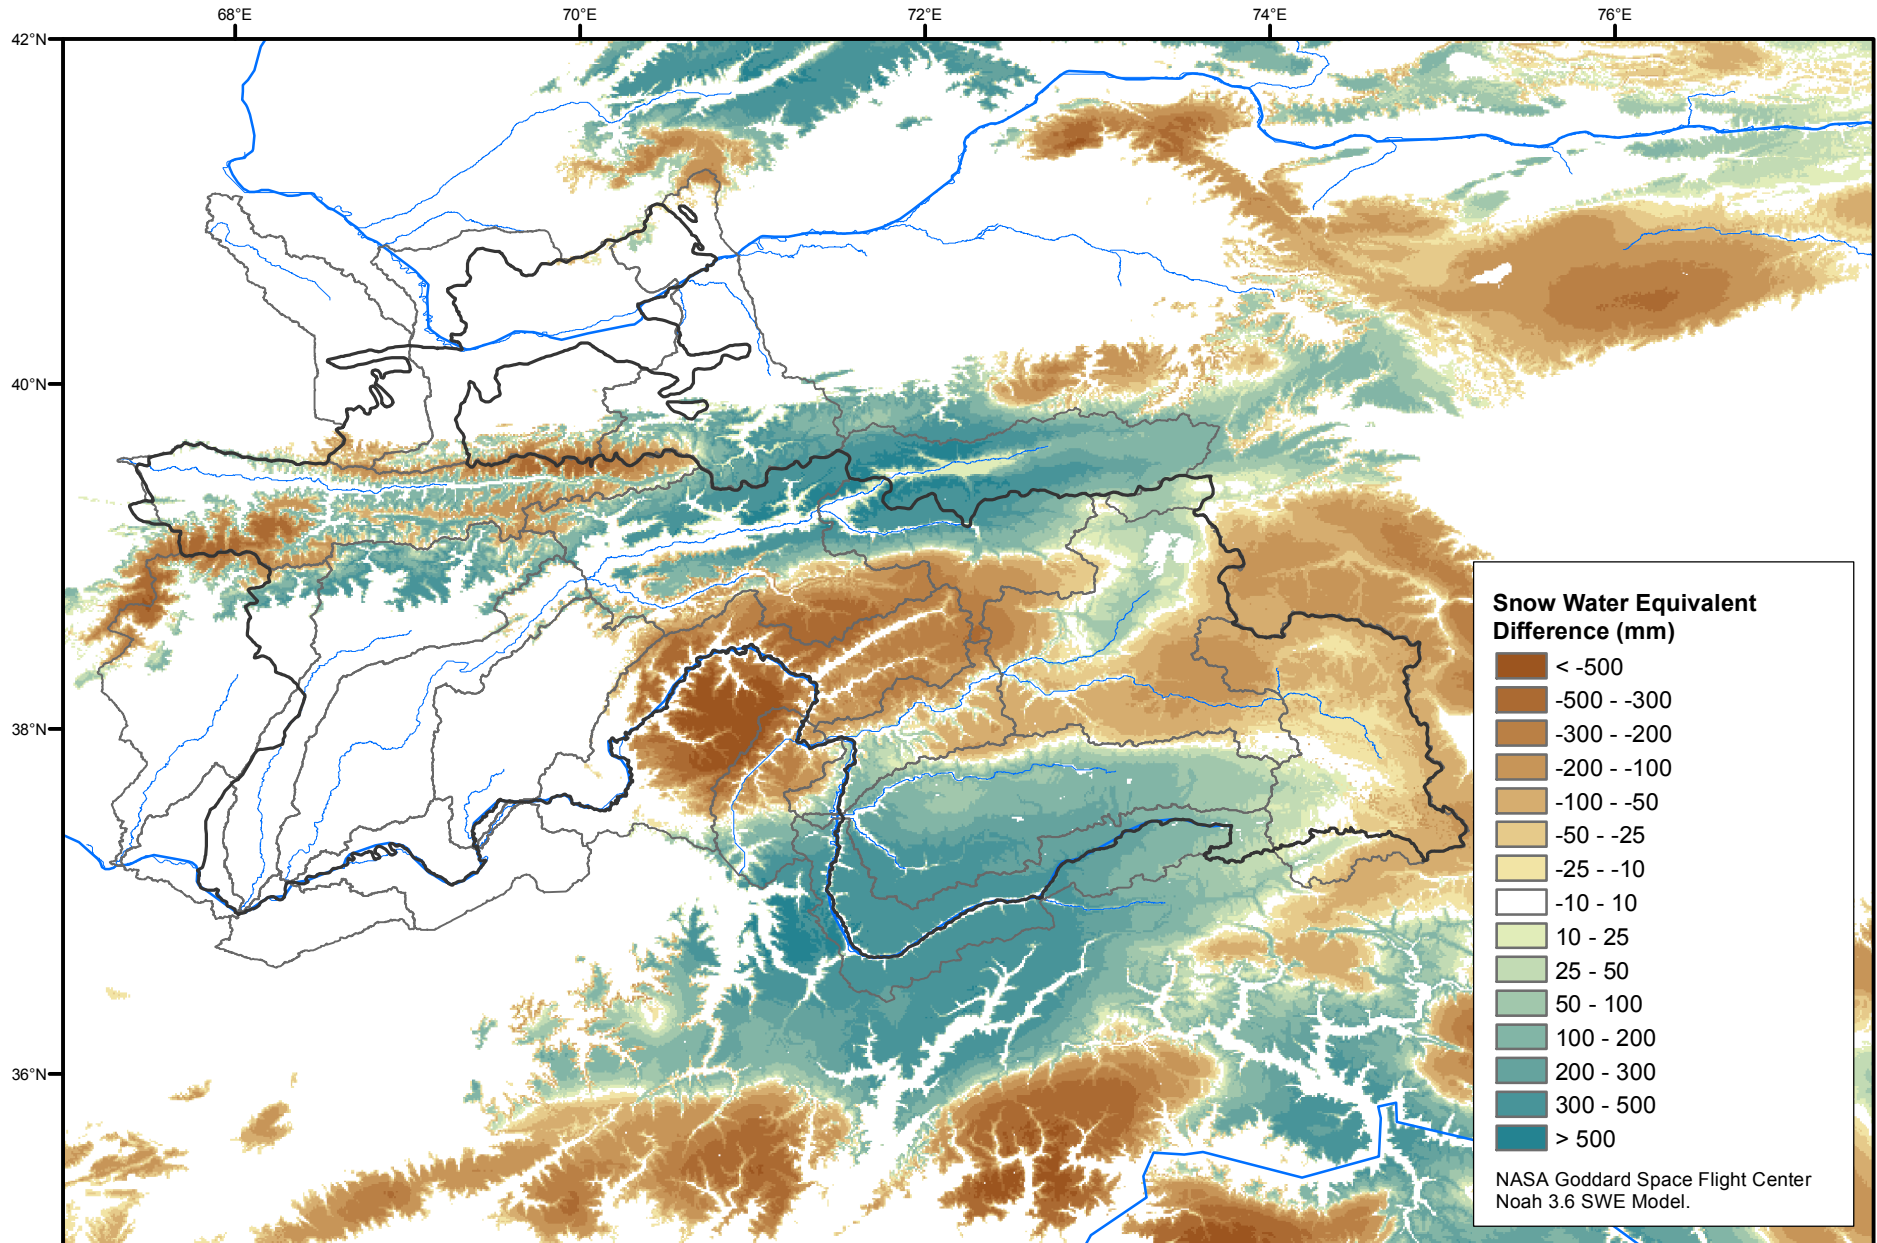 68°E
70°E
72°E
74°E
76°E
42°N
40°N
38°N
36°N
Snow Water Equivalent
Difference (mm)
< -500
-500 - -300
-300 - -200
-200 - -100
-100 - -50
-50 - -25
-25 - -10
-10 - 10
10 - 25
25 - 50
50 - 100
100 - 200
200 - 300
300 - 500
> 500
NASA Goddard Space Flight Center
Noah 3.6 SWE Model.